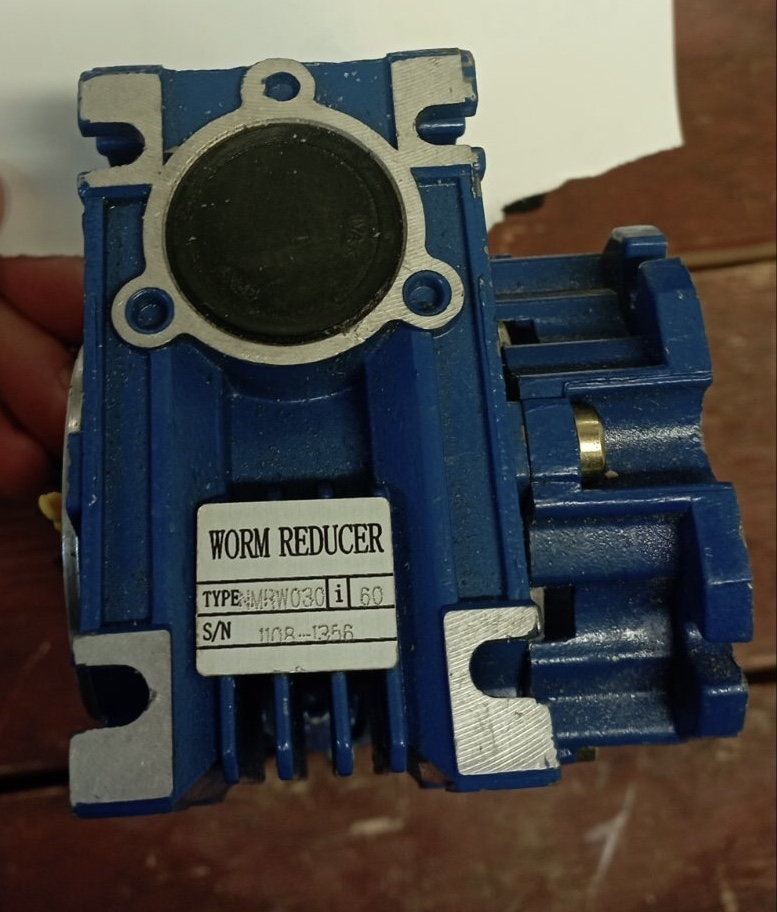 WORM REDUCER
TYPE NMRW030 i 60
S/N 1108-1356